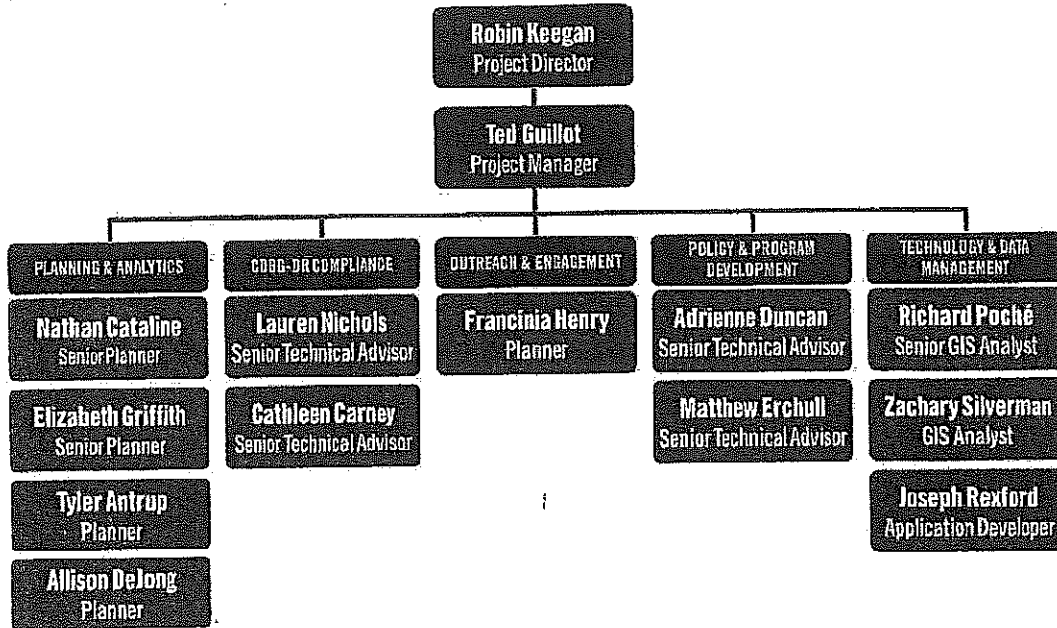 Robin Keegan
Project Director
Ted Guillot
Project Manager
PLANNING & ANALYTICS
Nathan Cataline
Senior Planner
Elizabeth Griffith
Senior Planner
Tyler Antrup
Planner
Allison DeJong
Planner
CDBG-DR COMPLIANCE
Lauren Nichols
Senior Technical Advisor
Cathleen Carney
Senior Technical Advisor
OUTREACH & ENGAGEMENT
Francinia Henry
Planner
POLICY & PROGRAM
DEVELOPMENT
Adrienne Duncan
Senior Technical Advisor
Matthew Erchull
Senior Technical Advisor
TECHNOLOGY & DATA
MANAGEMENT
Richard Poché
Senior GIS Analyst
Zachary Silverman
GIS Analyst
Joseph Rexford
Application Developer